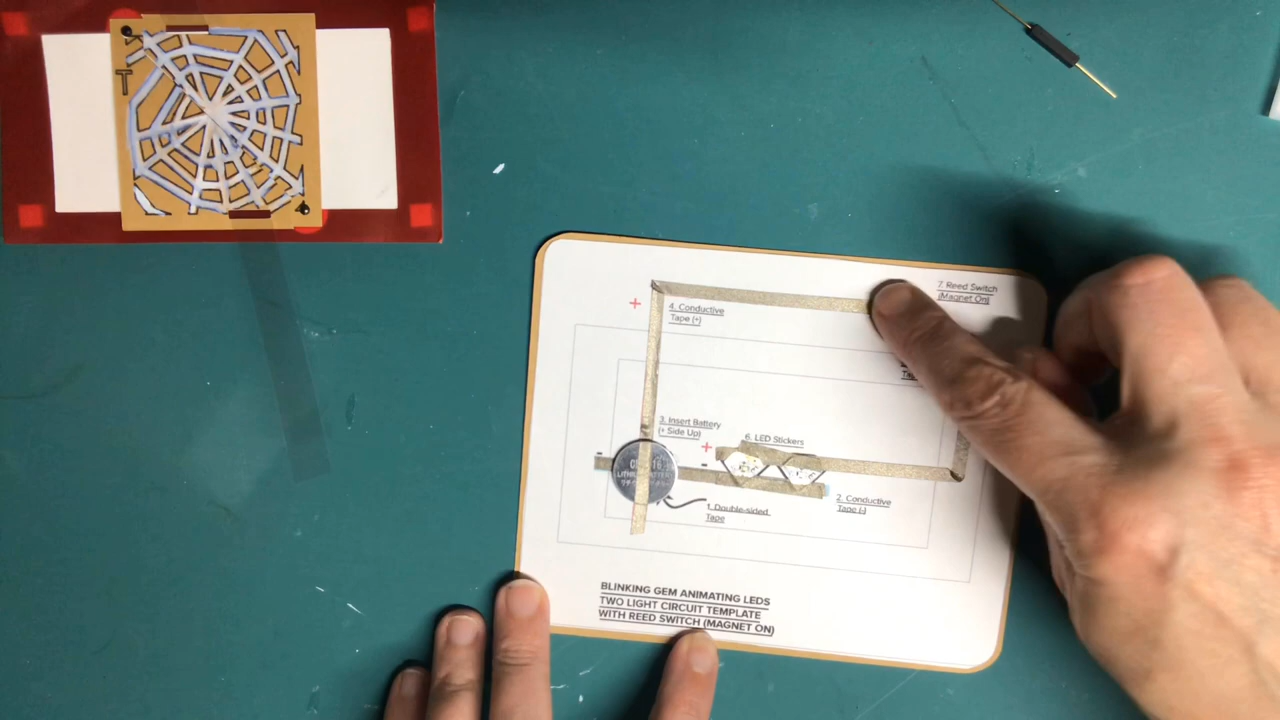 T
7. Reed Switch
(Magnet On)
+
4. Conductive
Tape (+)
3. Insert Battery
(+ Side Up)
+
6. LED Stickers
-
-
2. Conductive
Tape (-)
1. Double-sided
Tape
BLINKING GEM ANIMATING LEDS
TWO LIGHT CIRCUIT TEMPLATE
WITH REED SWITCH (MAGNET ON)